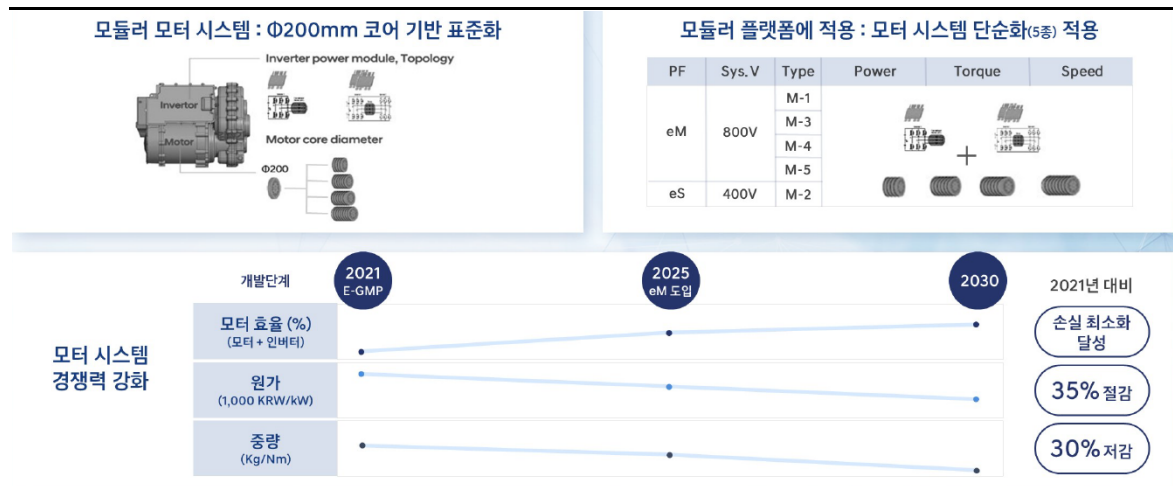 모듈러 모터 시스템 : Φ200mm 코어 기반 표준화
Inverter power module, Topology
Invertor
Motor
Motor core diameter
Φ200
모듈러 플랫폼에 적용 : 모터 시스템 단순화(5종) 적용
PF Sys.V Type Power Torque Speed
eM 800V
M-1
M-3
M-4
M-5
eS 400V M-2
+
개발단계
2021
E-GMP
2025
eM 도입
2030
2021년 대비
모터 시스템
경쟁력 강화
모터 효율 (%)
(모터 + 인버터)
손실 최소화
달성
원가
(1,000 KRW/kW)
35% 절감
중량
(Kg/Nm)
30% 저감